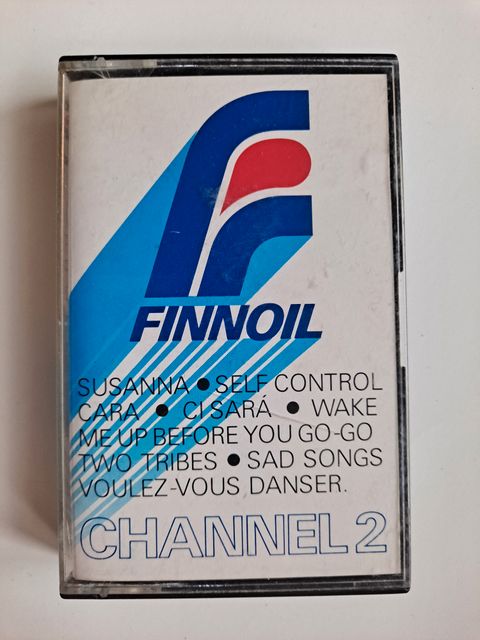 FINNOIL
SUSANNA • SELF CONTROL
CARA • CI SARÁ • WAKE
ME UP BEFORE YOU GO-GO
TWO TRIBES • SAD SONGS
VOULEZ-VOUS DANSER.
CHANNEL 2